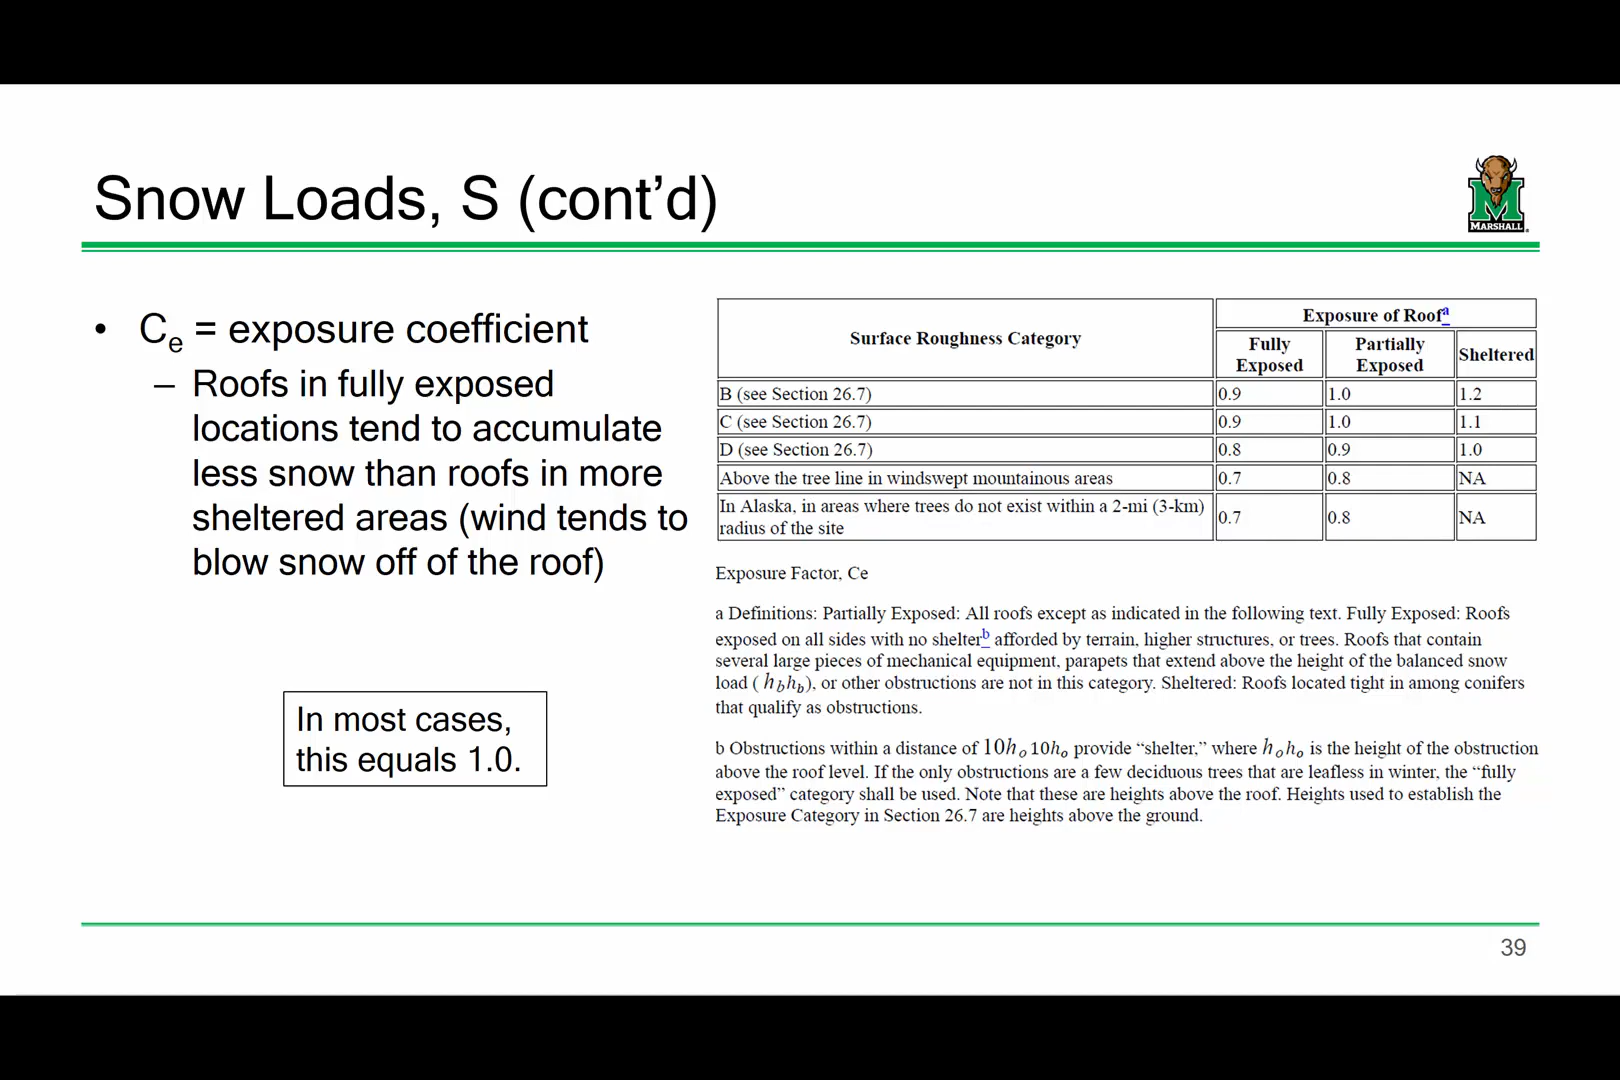 Snow Loads, S (cont’d)
MARSHALL
• Ce = exposure coefficient
– Roofs in fully exposed
locations tend to accumulate
less snow than roofs in more
sheltered areas (wind tends to
blow snow off of the roof)
In most cases,
this equals 1.0.
Surface Roughness Category
Exposure of Roofa
Fully Exposed
Partially Exposed
Sheltered
B (see Section 26.7) 0.9 1.0 1.2
C (see Section 26.7) 0.9 1.0 1.1
D (see Section 26.7) 0.8 0.9 1.0
Above the tree line in windswept mountainous areas 0.7 0.8 NA
In Alaska, in areas where trees do not exist within a 2-mi (3-km)
radius of the site 0.7 0.8 NA
Exposure Factor, Ce
a Definitions: Partially Exposed: All roofs except as indicated in the following text. Fully Exposed: Roofs
exposed on all sides with no shelterb afforded by terrain, higher structures, or trees. Roofs that contain
several large pieces of mechanical equipment, parapets that extend above the height of the balanced snow
load ( hbhb), or other obstructions are not in this category. Sheltered: Roofs located tight in among conifers
that qualify as obstructions.
b Obstructions within a distance of 10ho10ho provide “shelter,” where hoho is the height of the obstruction
above the roof level. If the only obstructions are a few deciduous trees that are leafless in winter, the “fully
exposed” category shall be used. Note that these are heights above the roof. Heights used to establish the
Exposure Category in Section 26.7 are heights above the ground.
39